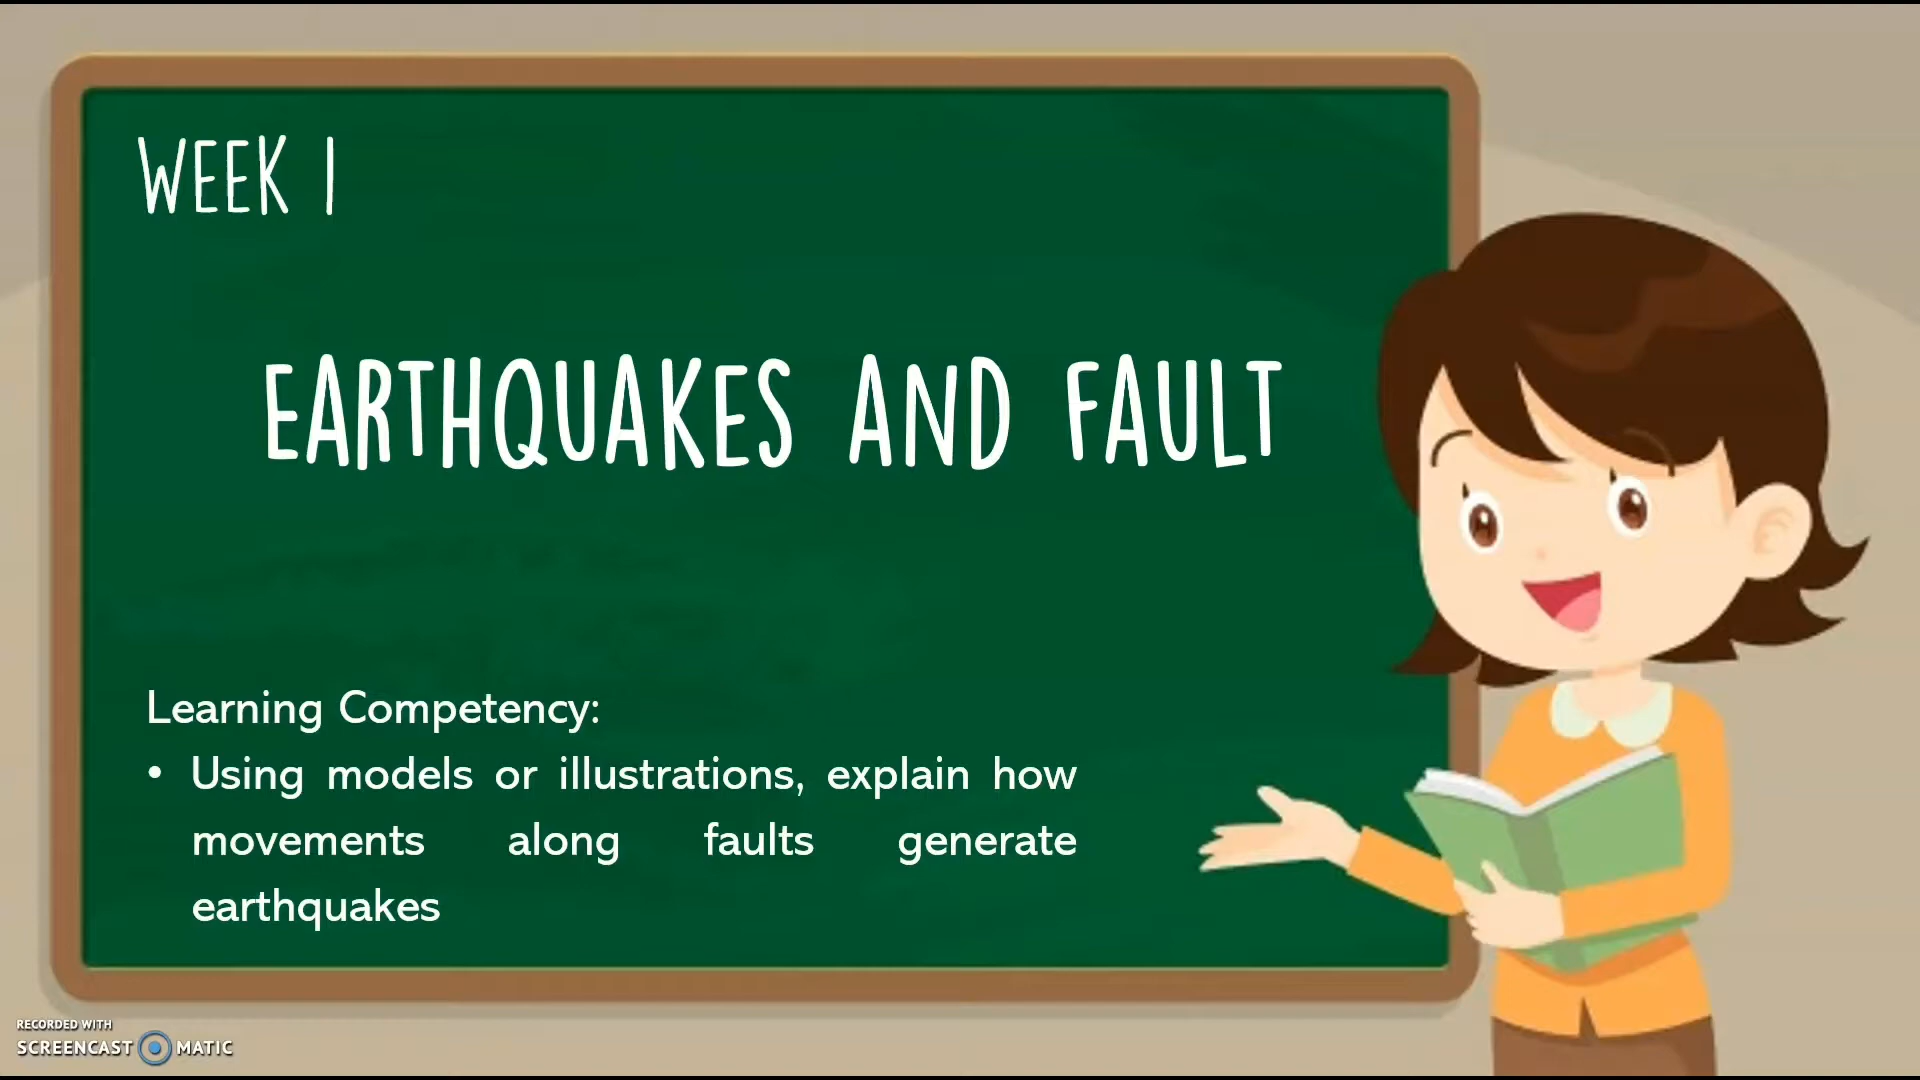 WEEK 1
EARTHQUAKES AND FAULT
Learning Competency:
• Using models or illustrations, explain how
movements along faults generate
earthquakes
RECORDED WITH
SCREENCAST MATIC